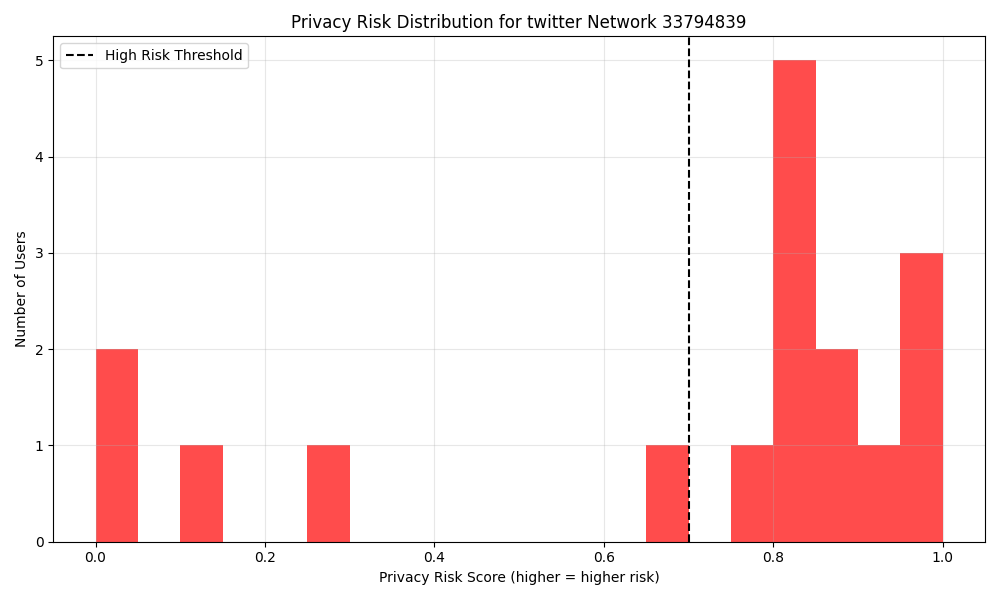 Privacy Risk Distribution for twitter Network 33794839
High Risk Threshold
Number of Users
5
4
3
2
1
0
0.0 0.2 0.4 0.6 0.8 1.0
Privacy Risk Score (higher = higher risk)